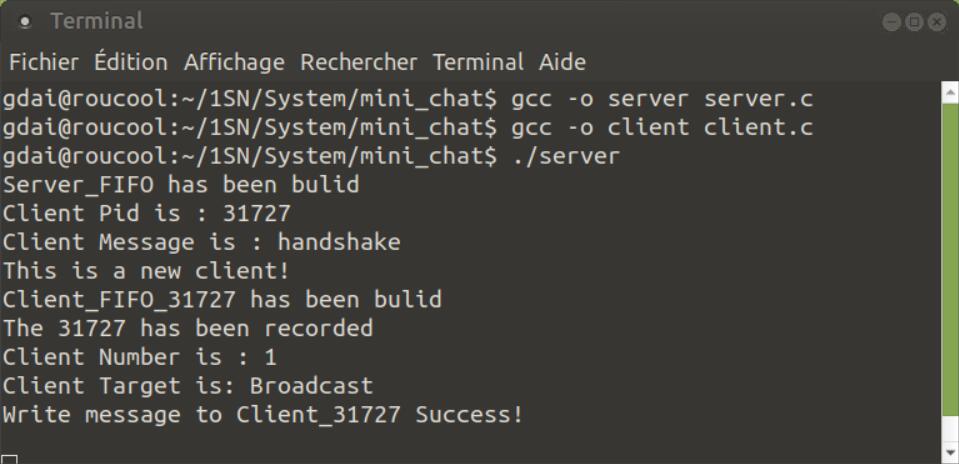 Terminal
Fichier Édition Affichage Rechercher Terminal Aide
gdai@roucool:~/1SN/System/mini_chat$ gcc -o server server.c
gdai@roucool:~/1SN/System/mini_chat$ gcc -o client client.c
gdai@roucool:~/1SN/System/mini_chat$ ./server
Server_FIFO has been bulid
Client Pid is : 31727
Client Message is : handshake
This is a new client!
Client_FIFO_31727 has been bulid
The 31727 has been recorded
Client Number is : 1
Client Target is: Broadcast
Write message to Client_31727 Success!